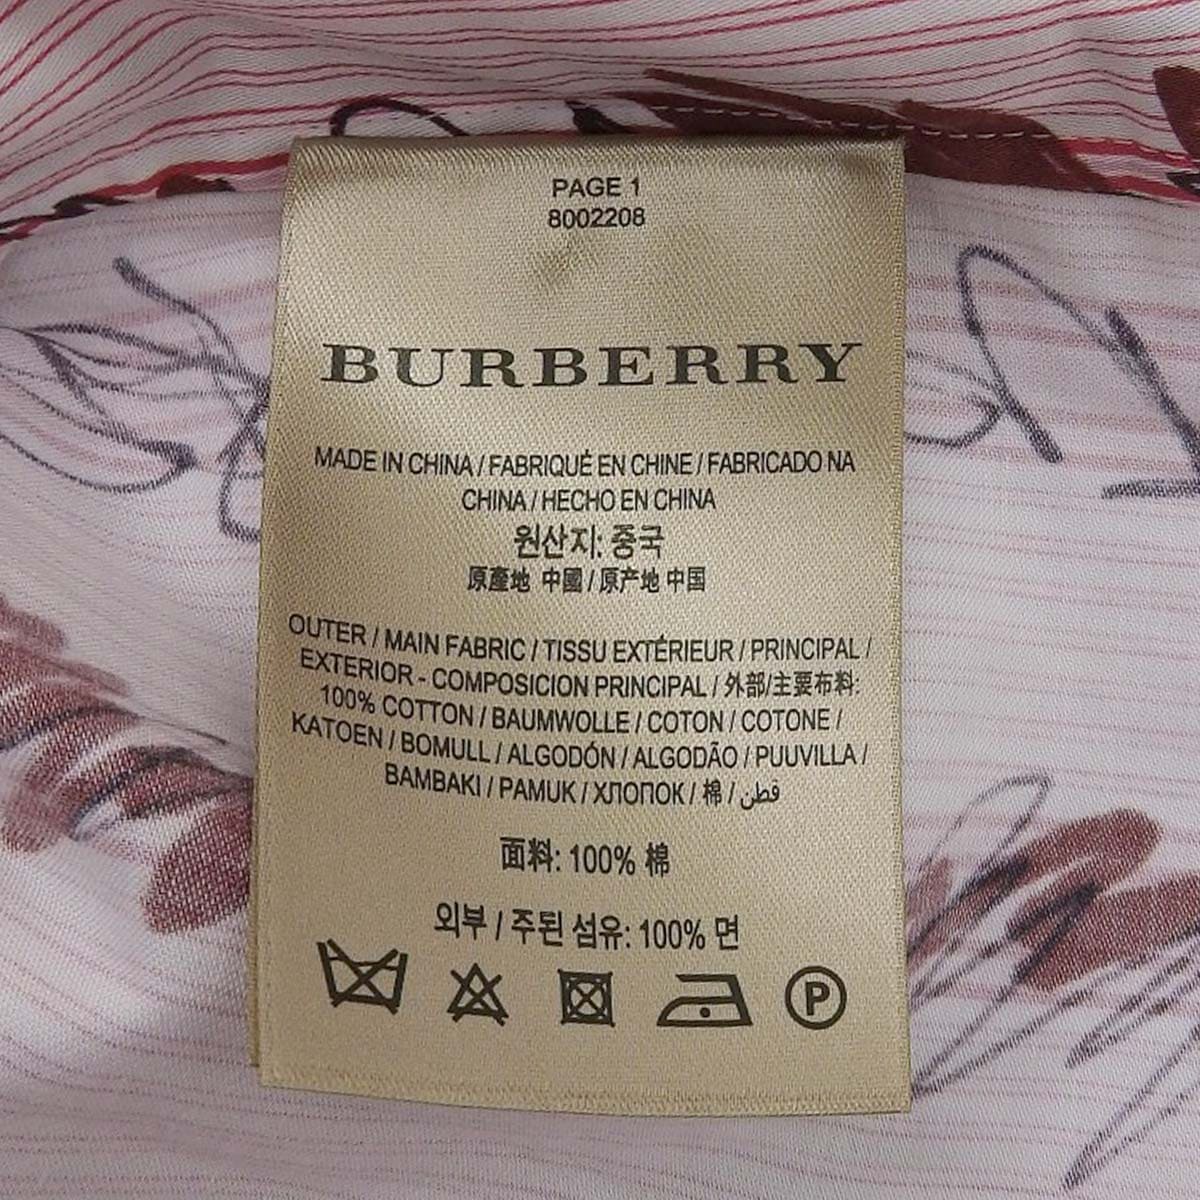 PAGE 1
8002208
BURBERRY
MADE IN CHINA / FABRIQUÉ EN CHINE / FABRICADO NA
CHINA / HECHO EN CHINA
원산지: 중국
原產地 中國 / 原产地 中国
OUTER / MAIN FABRIC / TISSU EXTÉRIEUR / PRINCIPAL /
EXTERIOR - COMPOSICION PRINCIPAL / 外部/主要布料:
100% COTTON / BAUMWOLLE / COTON / COTONE /
KATOEN / BOMULL / ALGODÓN / ALGODÃO / PUUVILLA /
BAMBAKI / PAMUK / ХЛОПОК / 棉 / قطن
面料: 100% 棉
외부 / 주된 섬유: 100% 면
P